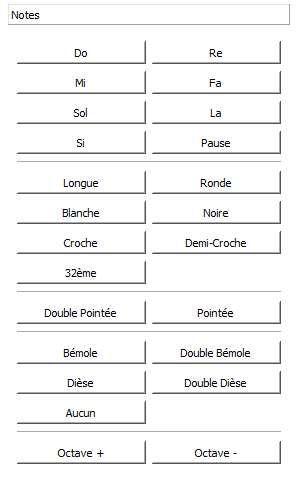 Notes
Do Re
Mi Fa
Sol La
Si Pause
Longue Ronde
Blanche Noire
Croche Demi-Croche
32ème
Double Pointée Pointée
Bémole Double Bémole
Dièse Double Dièse
Aucun
Octave + Octave -